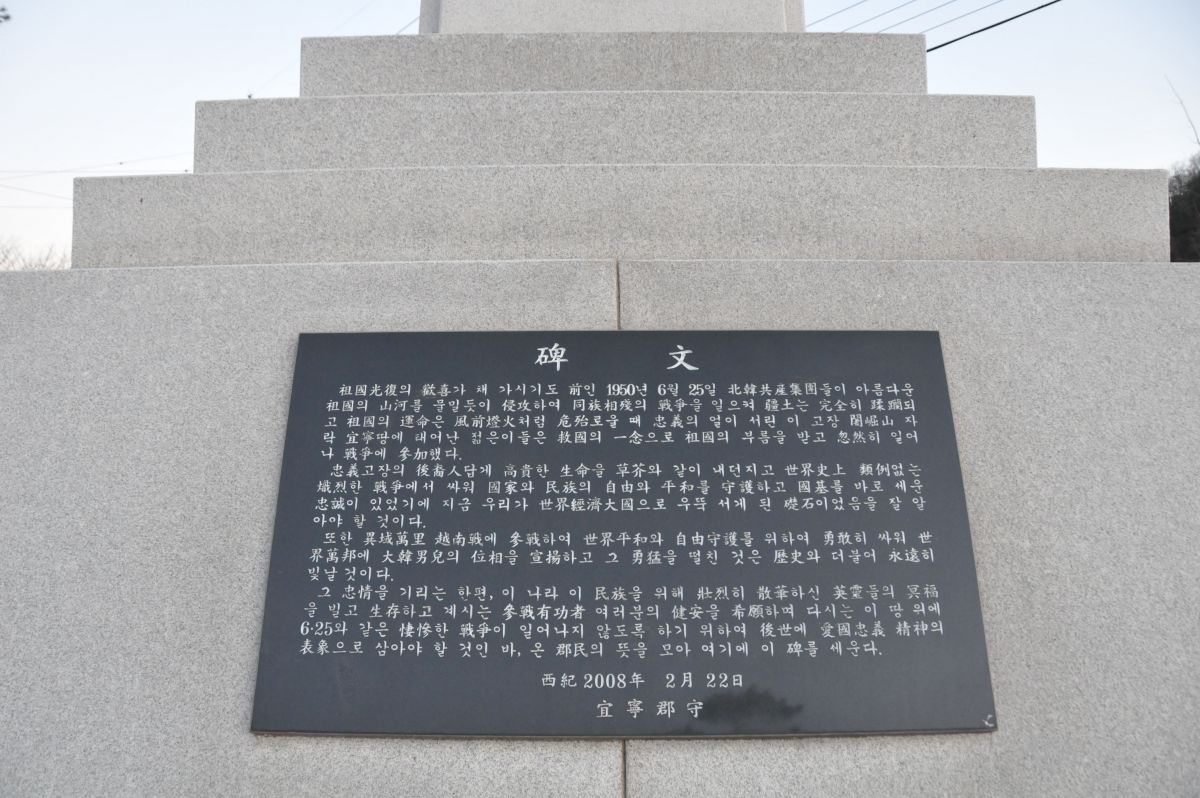 碑 文
祖國光復의 歡喜가 채 가시기도 前인 1950년 6월 25일 北韓共産集團들이 아름다운
祖國의 山河를 물밀듯이 侵攻하여 同族相殘의 戰爭을 일으켜 疆土는 完全히 蹂躙되
고 祖國의 運命은 風前燈火처럼 危殆로울 때 忠義의 얼이 서린 이 고장 闍崛山 자
락 宜寧땅에 태어난 젊은이들은 救國의 一念으로 祖國의 부름을 받고 忽然히 일어
나 戰爭에 參加했다.
忠義고장의 後裔人답게 高貴한 生命을 草芥와 같이 내던지고 世界史上 類例없는
熾烈한 戰爭에서 싸워 國家와 民族의 自由와 平和를 守護하고 國基를 바로 세운
忠誠이 있었기에 지금 우리가 世界經濟大國으로 우뚝 서게 된 礎石이었음을 잘 알
아야 할 것이다.
또한 異域萬里 越南戰에 參戰하여 世界平和와 自由守護를 위하여 勇敢히 싸워 世
界萬邦에 大韓男兒의 位相을 宣揚하고 그 勇猛을 떨친 것은 歷史와 더불어 永遠히
빛날 것이다.
그 忠情을 기리는 한편, 이 나라 이 民族을 위해 壯烈히 散華하신 英靈들의 冥福
을 빌고 生存하고 계시는 參戰有功者 여러분의 健安을 希願하며 다시는 이 땅 위에
6·25와 같은 悽慘한 戰爭이 일어나지 않도록 하기 위하여 後世에 愛國忠義 精神의
表象으로 삼아야 할 것인 바, 온 郡民의 뜻을 모아 여기에 이 碑를 세운다.
西紀 2008年 2月 22日
宜寧郡守